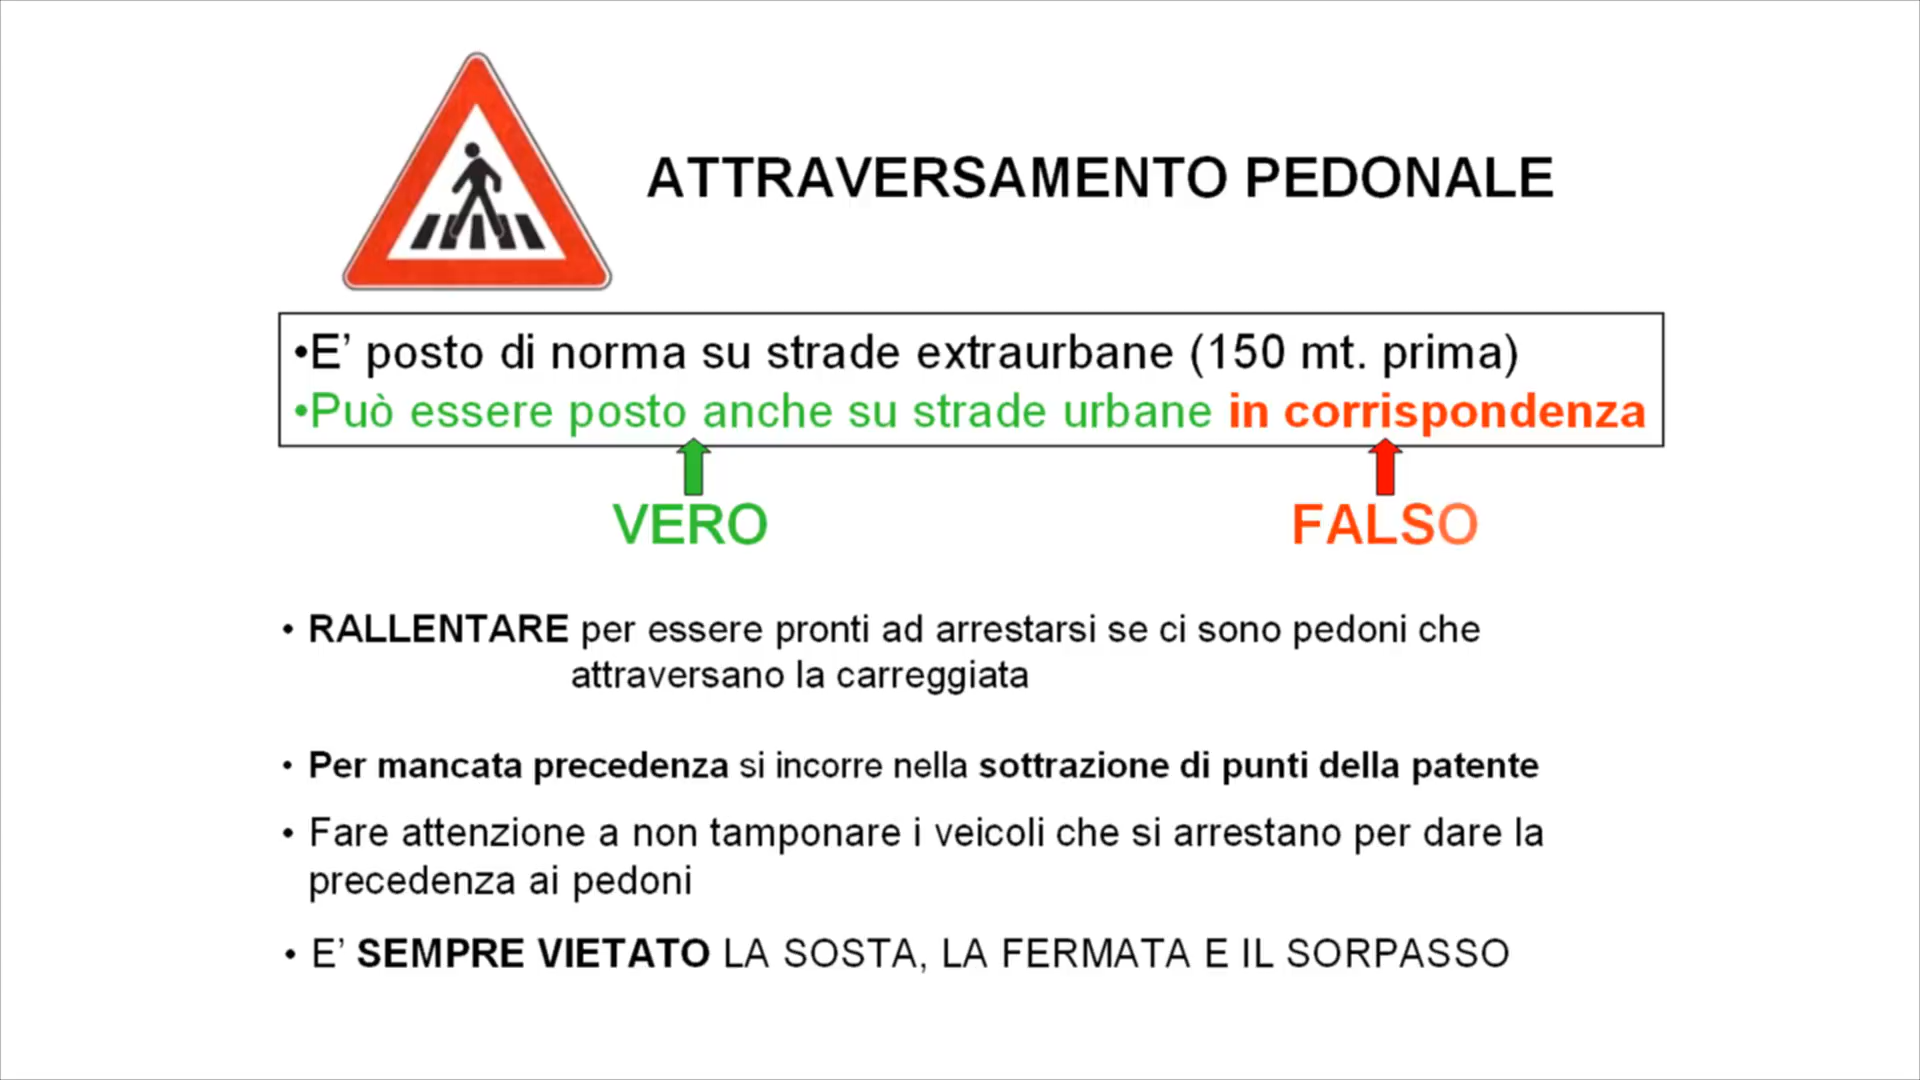 ATTRAVERSAMENTO PEDONALE
•E’ posto di norma su strade extraurbane (150 mt. prima)
•Può essere posto anche su strade urbane in corrispondenza
VERO
FALSO
• RALLENTARE per essere pronti ad arrestarsi se ci sono pedoni che
attraversano la carreggiata
• Per mancata precedenza si incorre nella sottrazione di punti della patente
• Fare attenzione a non tamponare i veicoli che si arrestano per dare la
precedenza ai pedoni
• E’ SEMPRE VIETATO LA SOSTA, LA FERMATA E IL SORPASSO